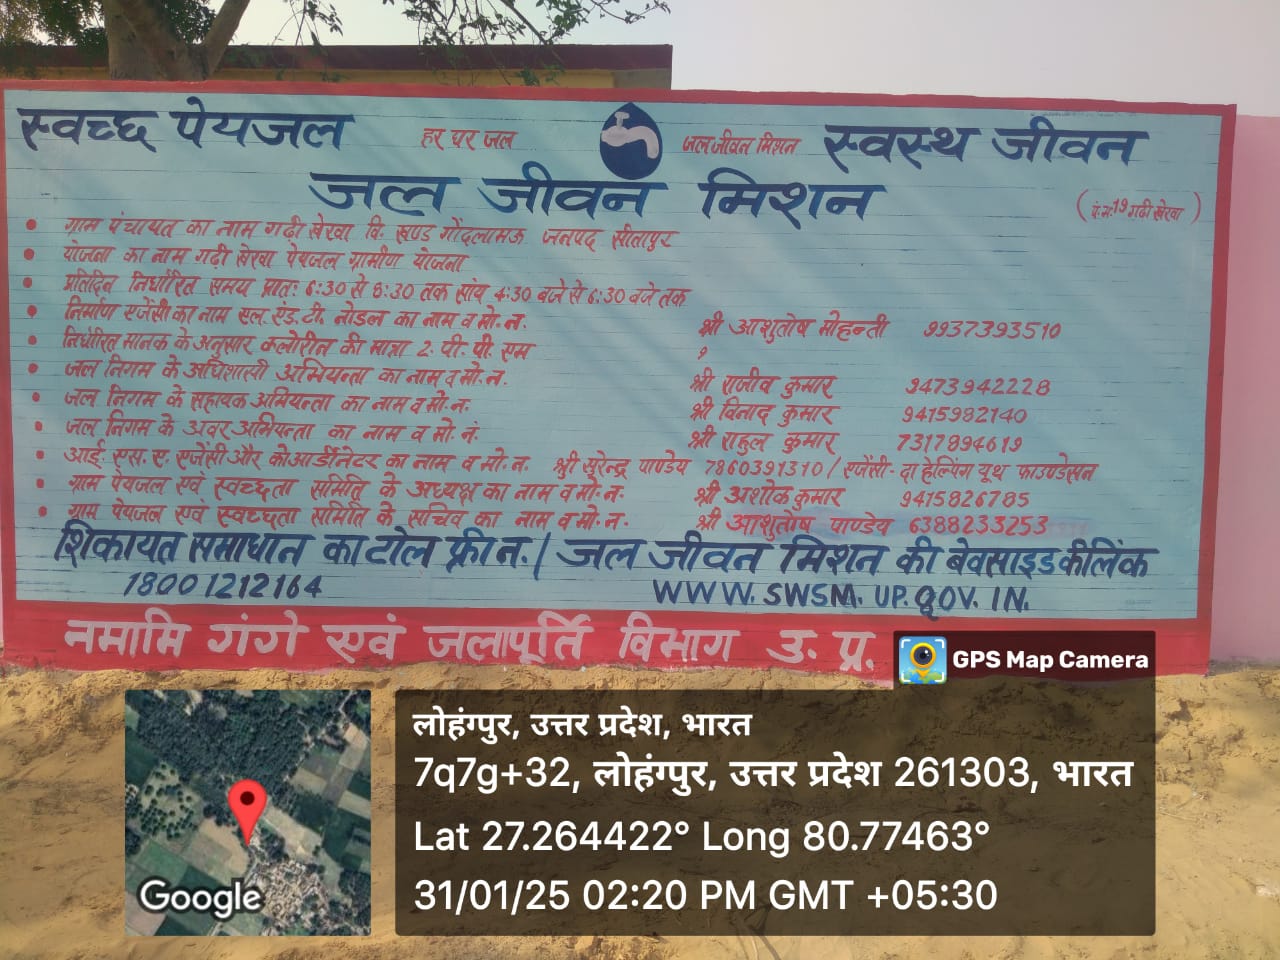 स्वच्छ पेयजल हर घर जल जल जीवन मिशन स्वस्थ जीवन
जल जीवन मिशन
(पं.सं.19 गढी खेरवा)
• ग्राम पंचायत का नाम गढी खेरवा वि. खण्ड गोंदलामऊ जनपद सीतापुर
• योजना का नाम गढी खेरवा पेयजल ग्रामीण योजना
• प्रतिदिन निर्धारित समय प्रातः 6:30 से 8:30 तक सांय 4:30 बजे से 6:30 बजे तक
• निर्माण एजेंसी का नाम एल. एंड. टी. नोडल का नाम व मो. न. श्री आशुतोष मोहन्ती 9937393510
• निर्धारित मानक के अनुसार क्लोरीन की मात्रा 2. पी. पी. एम
• जल निगम के अधिशासी अभियन्ता का नाम व मो. न. श्री राजीव कुमार 9473942228
• जल निगम के सहायक अभियन्ता का नाम व मो. न. श्री विनाद कुमार 9415982140
• जल निगम के अवर अभियन्ता का नाम व मो. नं. श्री राहुल कुमार 7317894619
• आई. एस. ए. एजेंसी और कोआर्डीनेटर का नाम व मो. न. श्री सुरेन्द्र पाण्डेय 7860391310 / एजेंसी- दा हेल्पिंग यूथ फाउण्डेसन
• ग्राम पेयजल एवं स्वच्छता समिति के अध्यक्ष का नाम व मो. न. श्री अशोक कुमार 9415826785
• ग्राम पेयजल एवं स्वच्छता समिति के सचिव का नाम व मो. न. श्री आशुतोष पाण्डेय 6388233253
शिकायत समाधान का टोल फ्री न. / जल जीवन मिशन की बेवसाइड की लिंक
18001212164 WWW. SWSM. UP. GOV. IN.
नमामि गंगे एवं जलापूर्ति विभाग उ. प्र.
GPS Map Camera
लोहंग्पुर, उत्तर प्रदेश, भारत
7q7g+32, लोहंग्पुर, उत्तर प्रदेश 261303, भारत
Lat 27.264422° Long 80.77463°
31/01/25 02:20 PM GMT +05:30
Google